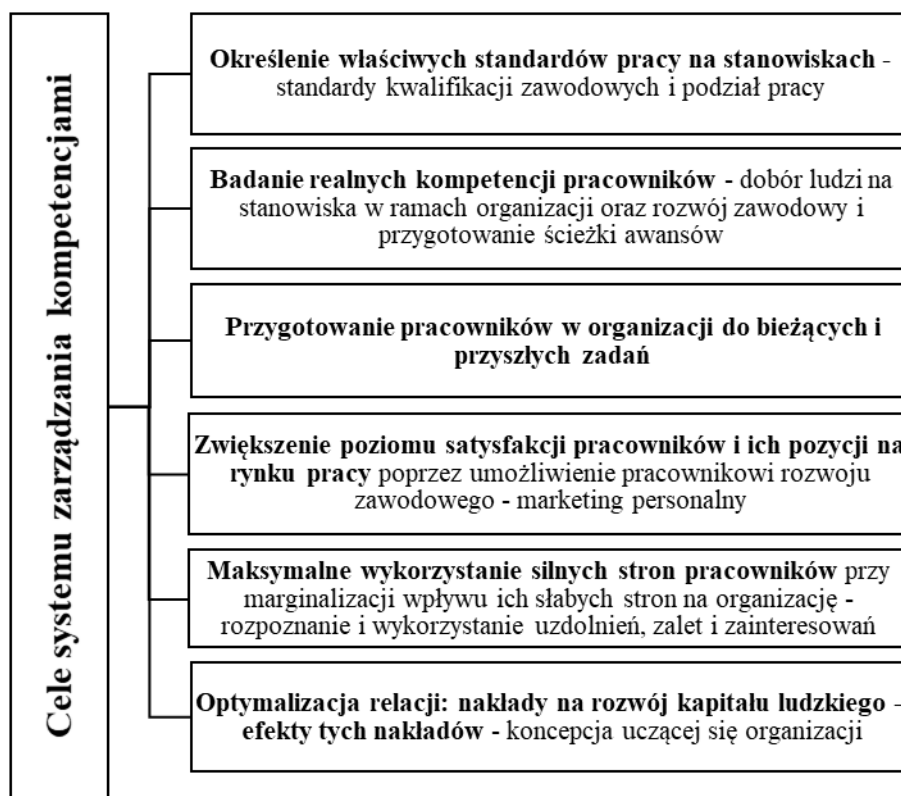 Cele systemu zarządzania kompetencjami
Określenie właściwych standardów pracy na stanowiskach -
standardy kwalifikacji zawodowych i podział pracy
Badanie realnych kompetencji pracowników - dobór ludzi na
stanowiska w ramach organizacji oraz rozwój zawodowy i
przygotowanie ścieżki awansów
Przygotowanie pracowników w organizacji do bieżących i
przyszłych zadań
Zwiększenie poziomu satysfakcji pracowników i ich pozycji na
rynku pracy poprzez umożliwienie pracownikowi rozwoju
zawodowego - marketing personalny
Maksymalne wykorzystanie silnych stron pracowników przy
marginalizacji wpływu ich słabych stron na organizację -
rozpoznanie i wykorzystanie uzdolnień, zalet i zainteresowań
Optymalizacja relacji: nakłady na rozwój kapitału ludzkiego –
efekty tych nakładów - koncepcja uczącej się organizacji